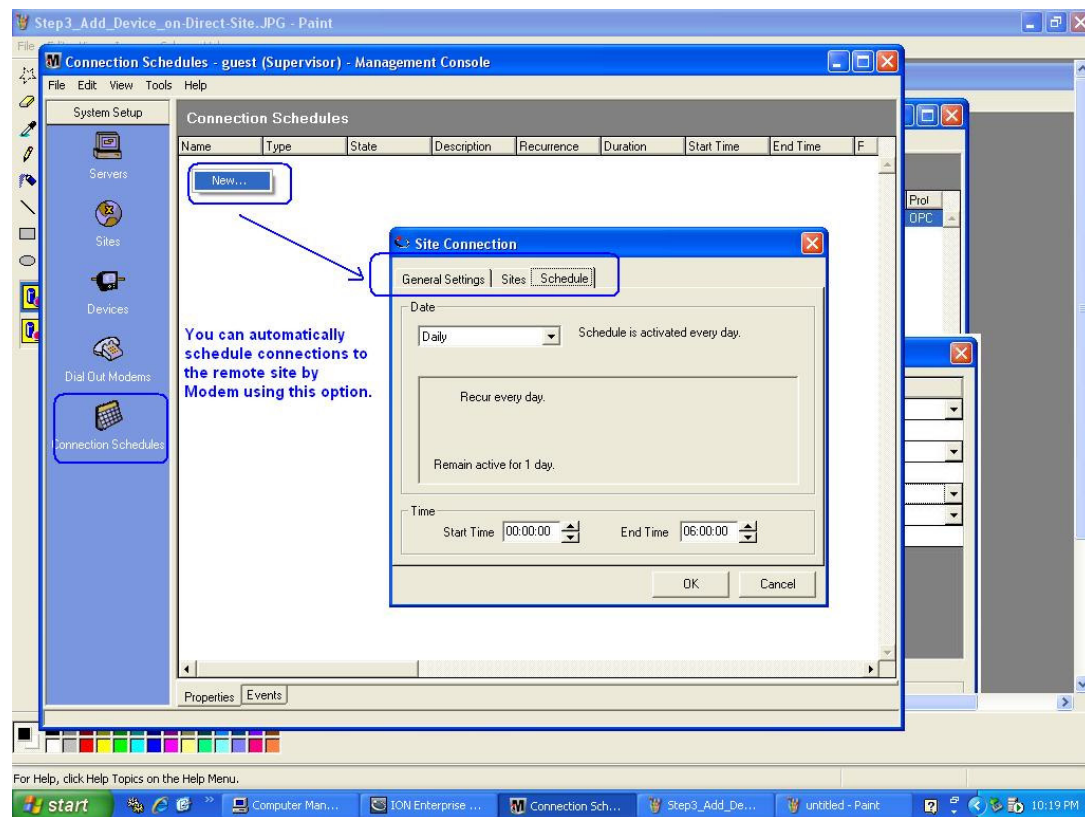 Step3_Add_Device_on-Direct-Site.JPG - Paint
Connection Schedules - guest (Supervisor) - Management Console
File Edit View Tools Help
System Setup
Servers
Sites
Devices
Dial Out Modems
Connection Schedules
Connection Schedules
Name Type State Description Recurrence Duration Start Time End Time F
New...
You can automatically
schedule connections to
the remote site by
Modem using this option.
Site Connection
General Settings Sites Schedule
Date
Daily Schedule is activated every day.
Recur every day.
Remain active for 1 day.
Time
Start Time 00:00:00 End Time 06:00:00
OK Cancel
Properties Events
Prol
OPC
For Help, click Help Topics on the Help Menu.
start Computer Man... ION Enterprise ... Connection Sch... Step3_Add_De... untitled - Paint 10:19 PM